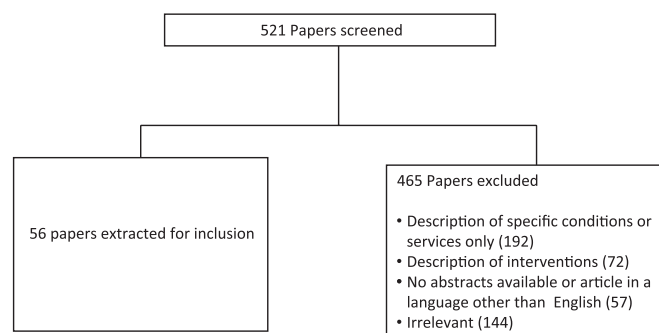 521 Papers screened
56 papers extracted for inclusion
465 Papers excluded
• Description of specific conditions or
services only (192)
• Description of interventions (72)
• No abstracts available or article in a
language other than English (57)
• Irrelevant (144)